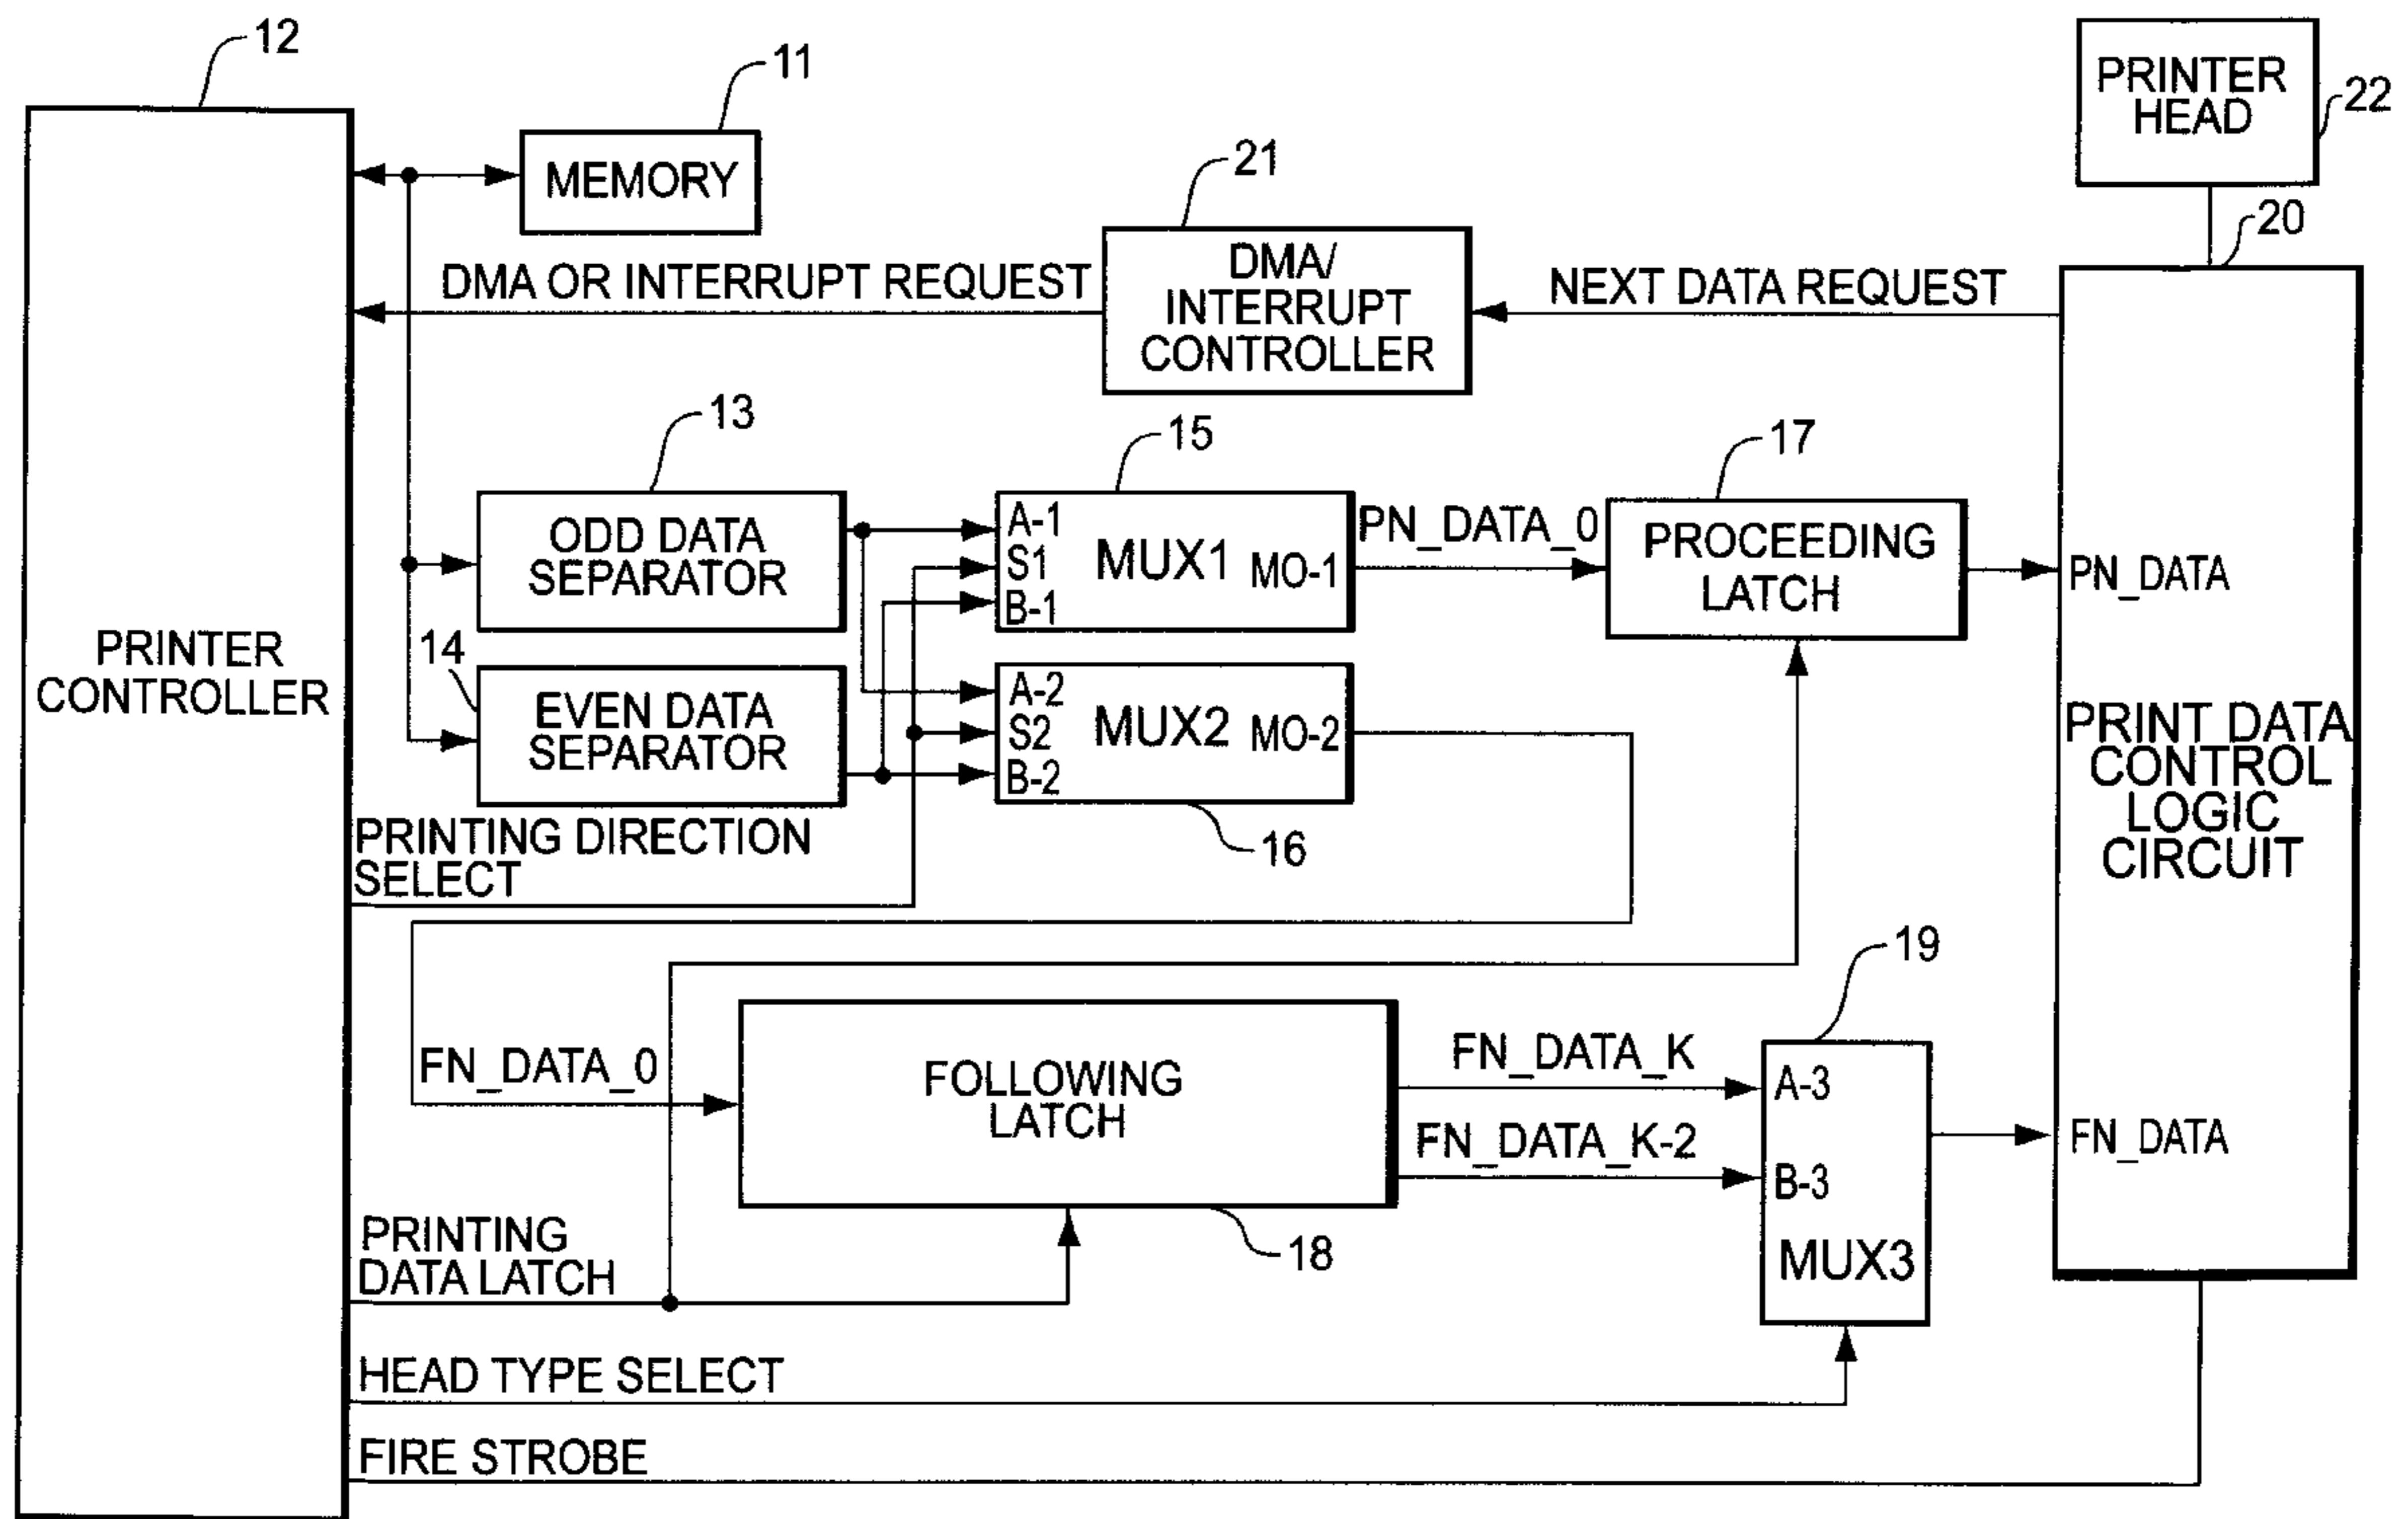 12
11
PRINTER
HEAD
22
MEMORY
21
20
DMA OR INTERRUPT REQUEST
DMA/
INTERRUPT
CONTROLLER
NEXT DATA REQUEST
13
15
17
ODD DATA
SEPARATOR
A-1
S1
B-1
MUX1
MO-1
PN_DATA_0
PROCEEDING
LATCH
PN_DATA
PRINTER
CONTROLLER
14
EVEN DATA
SEPARATOR
A-2
S2
B-2
MUX2
MO-2
PRINT DATA
CONTROL
LOGIC
CIRCUIT
PRINTING DIRECTION
SELECT
16
19
FN_DATA_0
FOLLOWING
LATCH
FN_DATA_K
FN_DATA_K-2
A-3
B-3
MUX3
FN_DATA
18
PRINTING
DATA LATCH
HEAD TYPE SELECT
FIRE STROBE